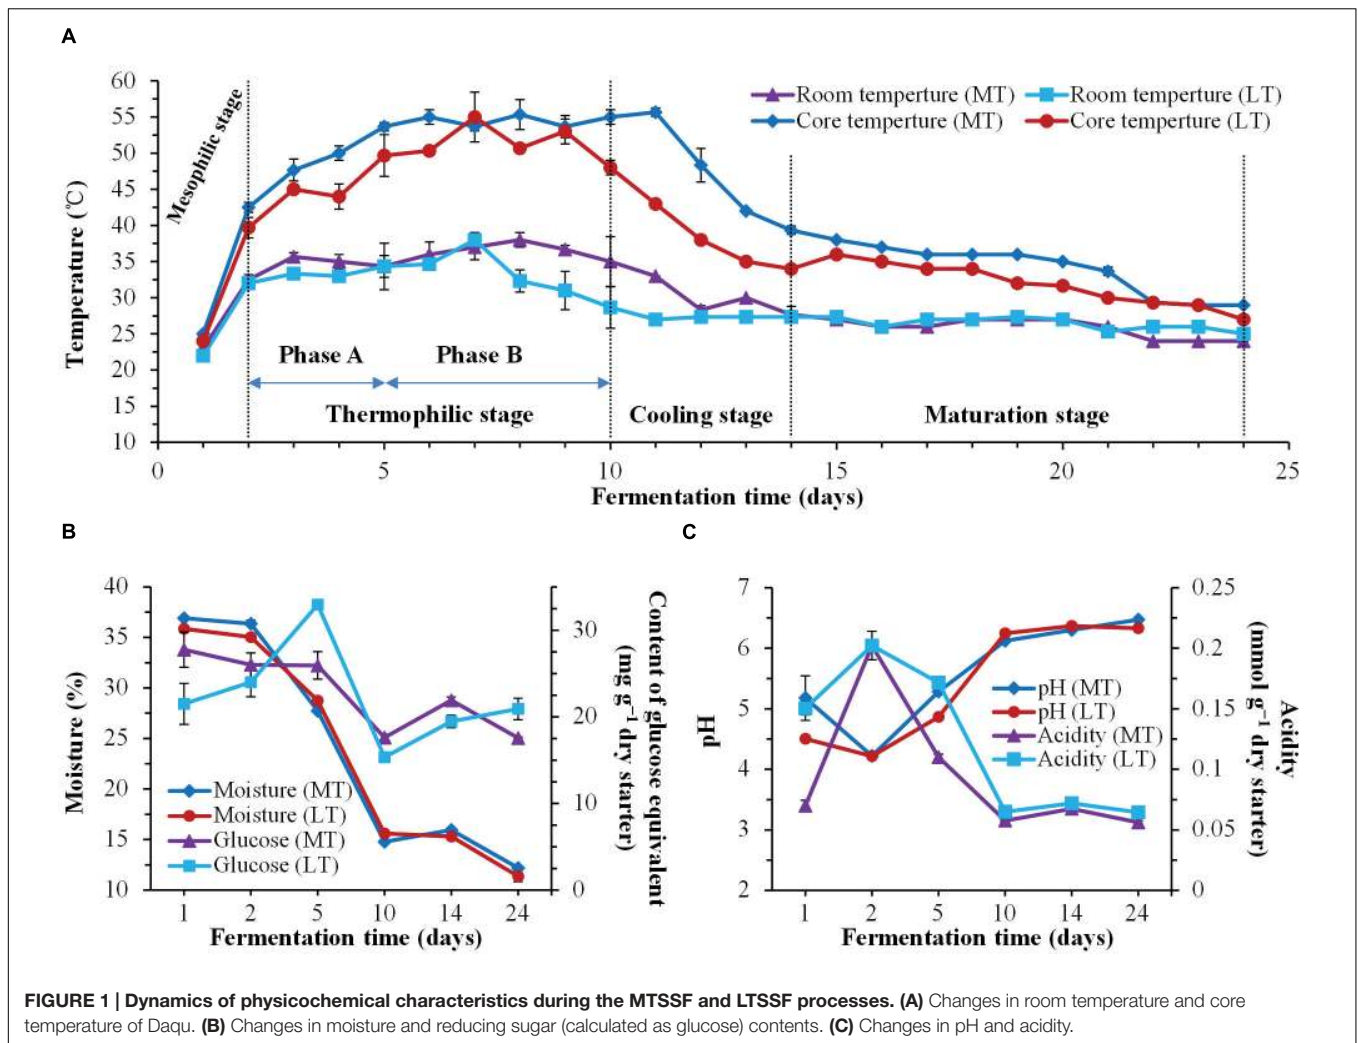 A
Mesophilic stage
Room temperture (MT)
Room temperture (LT)
Core temperture (MT)
Core temperture (LT)
Temperature (℃)
60
55
50
45
40
35
30
25
20
15
10
Phase A
Phase B
Thermophilic stage
Cooling stage
Maturation stage
0
5
10
15
20
25
Fermentation time (days)
B
Moisture (%)
40
35
30
25
20
15
10
Moisture (MT)
Moisture (LT)
Glucose (MT)
Glucose (LT)
30
20
10
0
Content of glucose equivalent
(mg g⁻¹ dry starter)
1
2
5
10
14
24
Fermentation time (days)
C
pH
7
6
5
4
3
2
pH (MT)
pH (LT)
Acidity (MT)
Acidity (LT)
0.25
0.2
0.15
0.1
0.05
0
Acidity
(mmol g⁻¹ dry starter)
1
2
5
10
14
24
Fermentation time (days)
FIGURE 1 | Dynamics of physicochemical characteristics during the MTSSF and LTSSF processes. (A) Changes in room temperature and core
temperature of Daqu. (B) Changes in moisture and reducing sugar (calculated as glucose) contents. (C) Changes in pH and acidity.